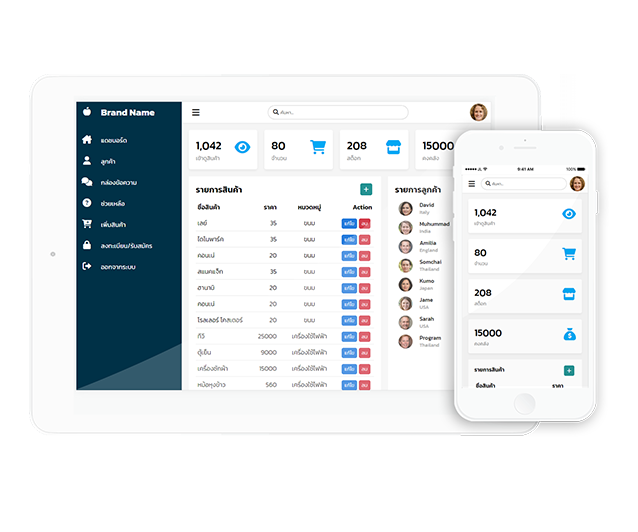 Brand Name
แดชบอร์ด
ลูกค้า
กล่องข้อความ
ช่วยเหลือ
เพิ่มสินค้า
ลงทะเบียน/รับสมัคร
ออกจากระบบ
ค้นหา..
1,042
เข้าดูสินค้า
80
จำนวน
208
สต็อก
15000
คงคลัง
รายการสินค้า
ชื่อสินค้า ราคา หมวดหมู่ Action
เลย์ 35 ขนม แก้ไข ลบ
โดโมพาร์ค 35 ขนม แก้ไข ลบ
คอนเน่ 20 ขนม แก้ไข ลบ
สแนคแจ็ก 35 ขนม แก้ไข ลบ
ฮานามิ 20 ขนม แก้ไข ลบ
คอนเน่ 20 ขนม แก้ไข ลบ
โรลเลอร์ โคสเตอร์ 20 ขนม แก้ไข ลบ
ทีวี 25000 เครื่องใช้ไฟฟ้า แก้ไข ลบ
ตู้เย็น 9000 เครื่องใช้ไฟฟ้า แก้ไข ลบ
เครื่องซักผ้า 15000 เครื่องใช้ไฟฟ้า แก้ไข ลบ
หม้อหุงข้าว 560 เครื่องใช้ไฟฟ้า แก้ไข ลบ
รายการลูกค้า
David
Italy
Muhummad
India
Amilia
England
Somchai
Thailand
Kumo
Japan
Jame
USA
Sarah
USA
Program
Thailand
9:41 AM 100%
ค้นหา..
1,042
เข้าดูสินค้า
80
จำนวน
208
สต็อก
15000
คงคลัง
รายการสินค้า
ชื่อสินค้า ราคา